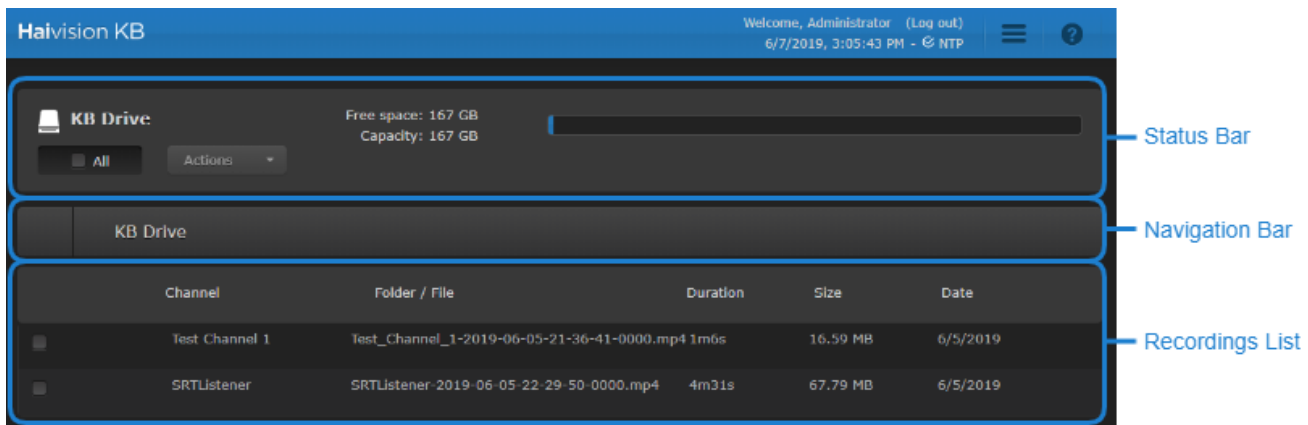 Haivision KB
Welcome, Administrator (Log out)
6/7/2019, 3:05:43 PM - NTP
?
KB Drive
Free space: 167 GB
Capacity: 167 GB
All
Actions
Status Bar
KB Drive
Navigation Bar
Channel Folder / File Duration Size Date
Test Channel 1 Test_Channel_1-2019-06-05-21-36-41-0000.mp4 1m6s 16.59 MB 6/5/2019
Recordings List
SRTListener SRTListener-2019-06-05-22-29-50-0000.mp4 4m31s 67.79 MB 6/5/2019